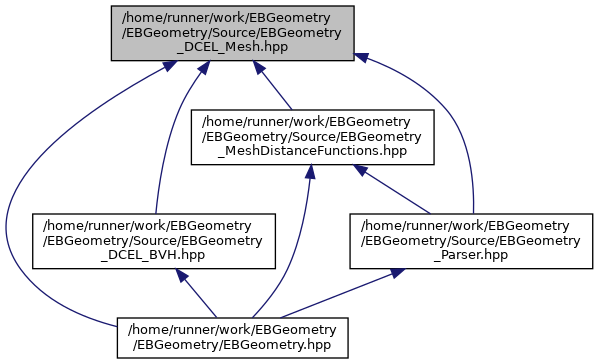 /home/runner/work/EBGeometry
/EBGeometry/Source/EBGeometry
_DCEL_Mesh.hpp
/home/runner/work/EBGeometry
/EBGeometry/Source/EBGeometry
_MeshDistanceFunctions.hpp
/home/runner/work/EBGeometry
/EBGeometry/Source/EBGeometry
_DCEL_BVH.hpp
/home/runner/work/EBGeometry
/EBGeometry/Source/EBGeometry
_Parser.hpp
/home/runner/work/EBGeometry
/EBGeometry/EBGeometry.hpp